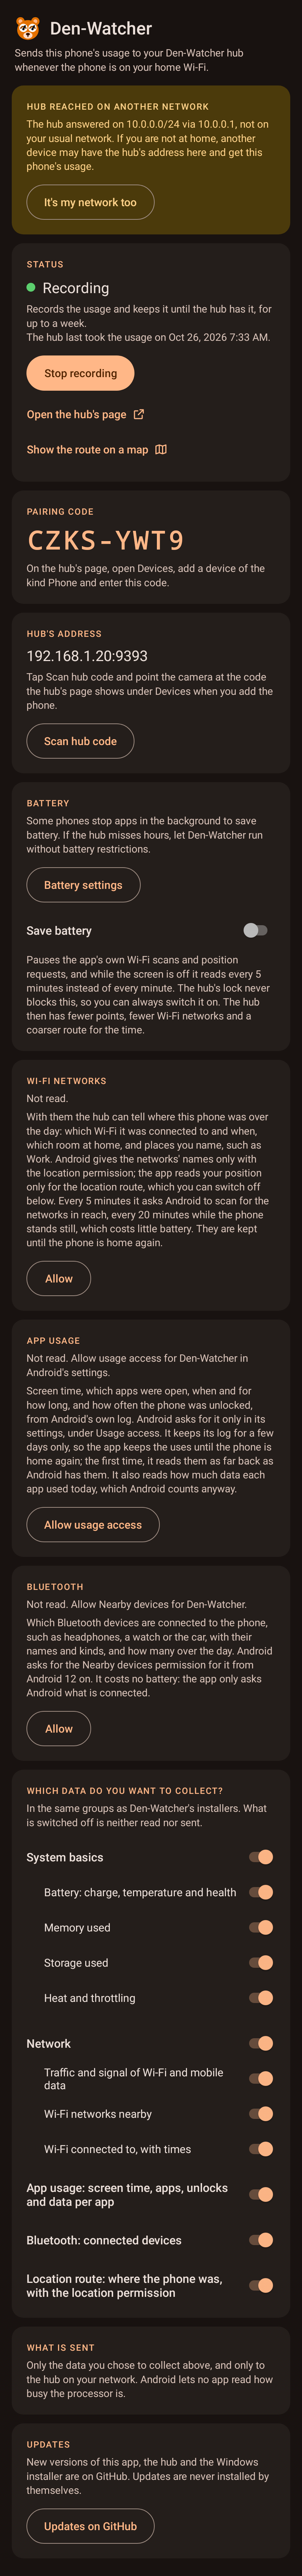 Den-Watcher
Sends this phone's usage to your Den-Watcher hub
whenever the phone is on your home Wi-Fi.
HUB REACHED ON ANOTHER NETWORK
The hub answered on 10.0.0.0/24 via 10.0.0.1, not on
your usual network. If you are not at home, another
device may have the hub's address here and get this
phone's usage.
It's my network too
STATUS
Recording
Records the usage and keeps it until the hub has it, for
up to a week.
The hub last took the usage on Oct 26, 2026 7:33 AM.
Stop recording
Open the hub's page
Show the route on a map
PAIRING CODE
CZKS-YWT9
On the hub's page, open Devices, add a device of the
kind Phone and enter this code.
HUB'S ADDRESS
192.168.1.20:9393
Tap Scan hub code and point the camera at the code
the hub's page shows under Devices when you add the
phone.
Scan hub code
BATTERY
Some phones stop apps in the background to save
battery. If the hub misses hours, let Den-Watcher run
without battery restrictions.
Battery settings
Save battery
Pauses the app's own Wi-Fi scans and position
requests, and while the screen is off it reads every 5
minutes instead of every minute. The hub's lock never
blocks this, so you can always switch it on. The hub
then has fewer points, fewer Wi-Fi networks and a
coarser route for the time.
WI-FI NETWORKS
Not read.
With them the hub can tell where this phone was over
the day: which Wi-Fi it was connected to and when,
which room at home, and places you name, such as
Work. Android gives the networks' names only with
the location permission; the app reads your position
only for the location route, which you can switch off
below. Every 5 minutes it asks Android to scan for the
networks in reach, every 20 minutes while the phone
stands still, which costs little battery. They are kept
until the phone is home again.
Allow
APP USAGE
Not read. Allow usage access for Den-Watcher in
Android's settings.
Screen time, which apps were open, when and for
how long, and how often the phone was unlocked,
from Android's own log. Android asks for it only in its
settings, under Usage access. It keeps its log for a few
days only, so the app keeps the uses until the phone is
home again; the first time, it reads them as far back as
Android has them. It also reads how much data each
app used today, which Android counts anyway.
Allow usage access
BLUETOOTH
Not read. Allow Nearby devices for Den-Watcher.
Which Bluetooth devices are connected to the phone,
such as headphones, a watch or the car, with their
names and kinds, and how many over the day. Android
asks for the Nearby devices permission for it from
Android 12 on. It costs no battery: the app only asks
Android what is connected.
Allow
WHICH DATA DO YOU WANT TO COLLECT?
In the same groups as Den-Watcher's installers. What
is switched off is neither read nor sent.
System basics
Battery: charge, temperature and health
Memory used
Storage used
Heat and throttling
Network
Traffic and signal of Wi-Fi and mobile
data
Wi-Fi networks nearby
Wi-Fi connected to, with times
App usage: screen time, apps, unlocks
and data per app
Bluetooth: connected devices
Location route: where the phone was,
with the location permission
WHAT IS SENT
Only the data you chose to collect above, and only to
the hub on your network. Android lets no app read how
busy the processor is.
UPDATES
New versions of this app, the hub and the Windows
installer are on GitHub. Updates are never installed by
themselves.
Updates on GitHub